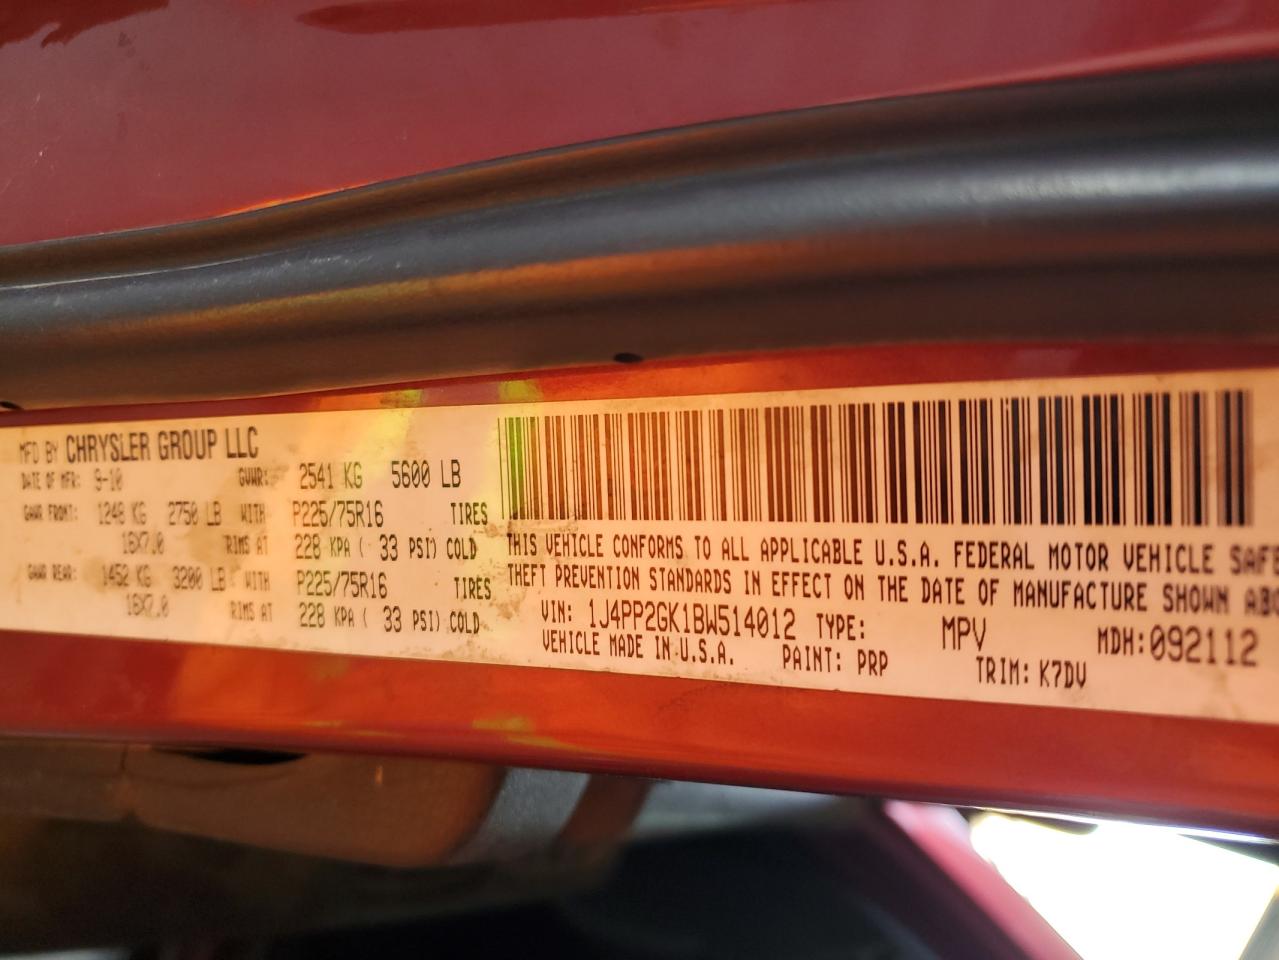 MFD BY CHRYSLER GROUP LLC
DATE OF MFR: 9-10 GVWR: 2541 KG 5600 LB
GAWR FRONT: 1248 KG 2750 LB WITH P225/75R16 TIRES
16X7.0 RIMS AT 228 KPA ( 33 PSI) COLD
GAWR REAR: 1452 KG 3200 LB WITH P225/75R16 TIRES
16X7.0 RIMS AT 228 KPA ( 33 PSI) COLD
THIS VEHICLE CONFORMS TO ALL APPLICABLE U.S.A. FEDERAL MOTOR VEHICLE SAFE
THEFT PREVENTION STANDARDS IN EFFECT ON THE DATE OF MANUFACTURE SHOWN ABO
VIN: 1J4PP2GK1BW514012 TYPE: MPV MDH:092112
VEHICLE MADE IN U.S.A. PAINT: PRP TRIM: K7DV